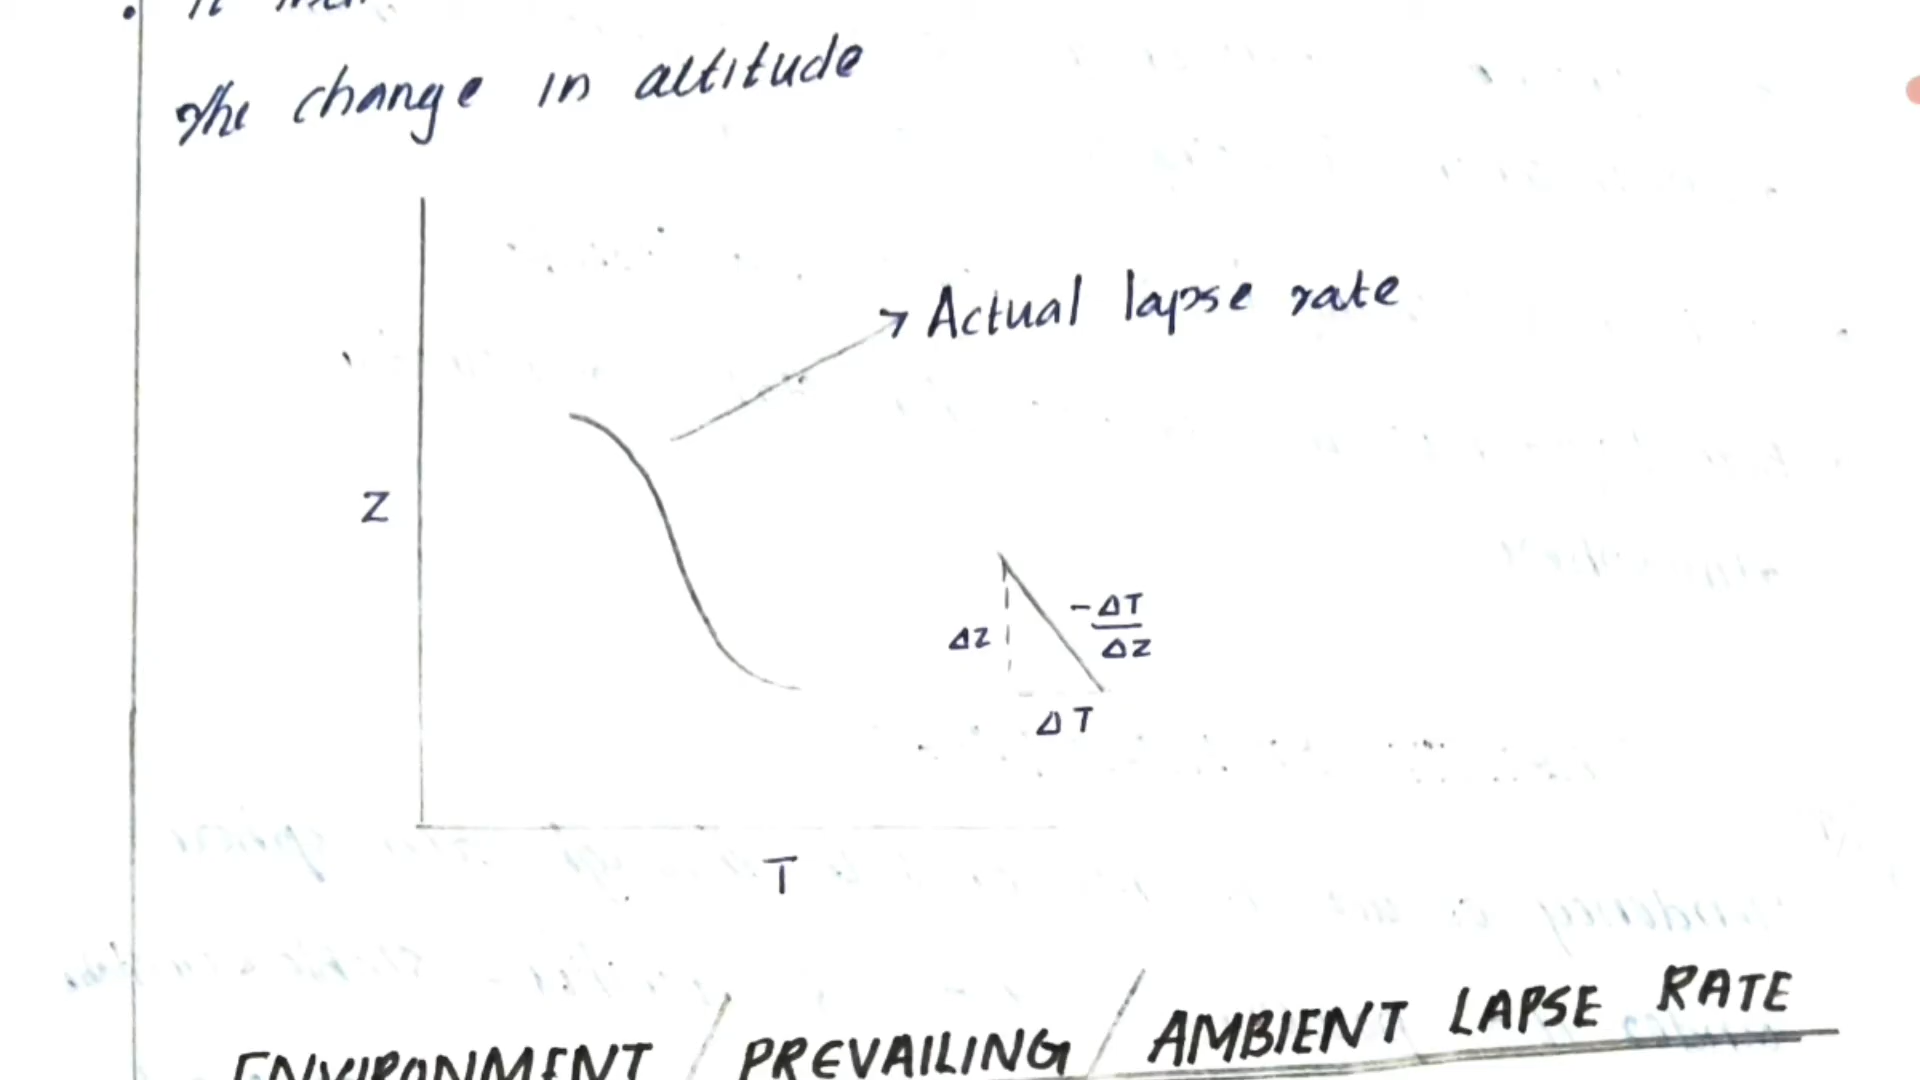 The change in altitude
Actual lapse rate
Z
ΔZ
-ΔT
ΔZ
ΔT
T
ENVIRONMENT / PREVAILING / AMBIENT LAPSE RATE